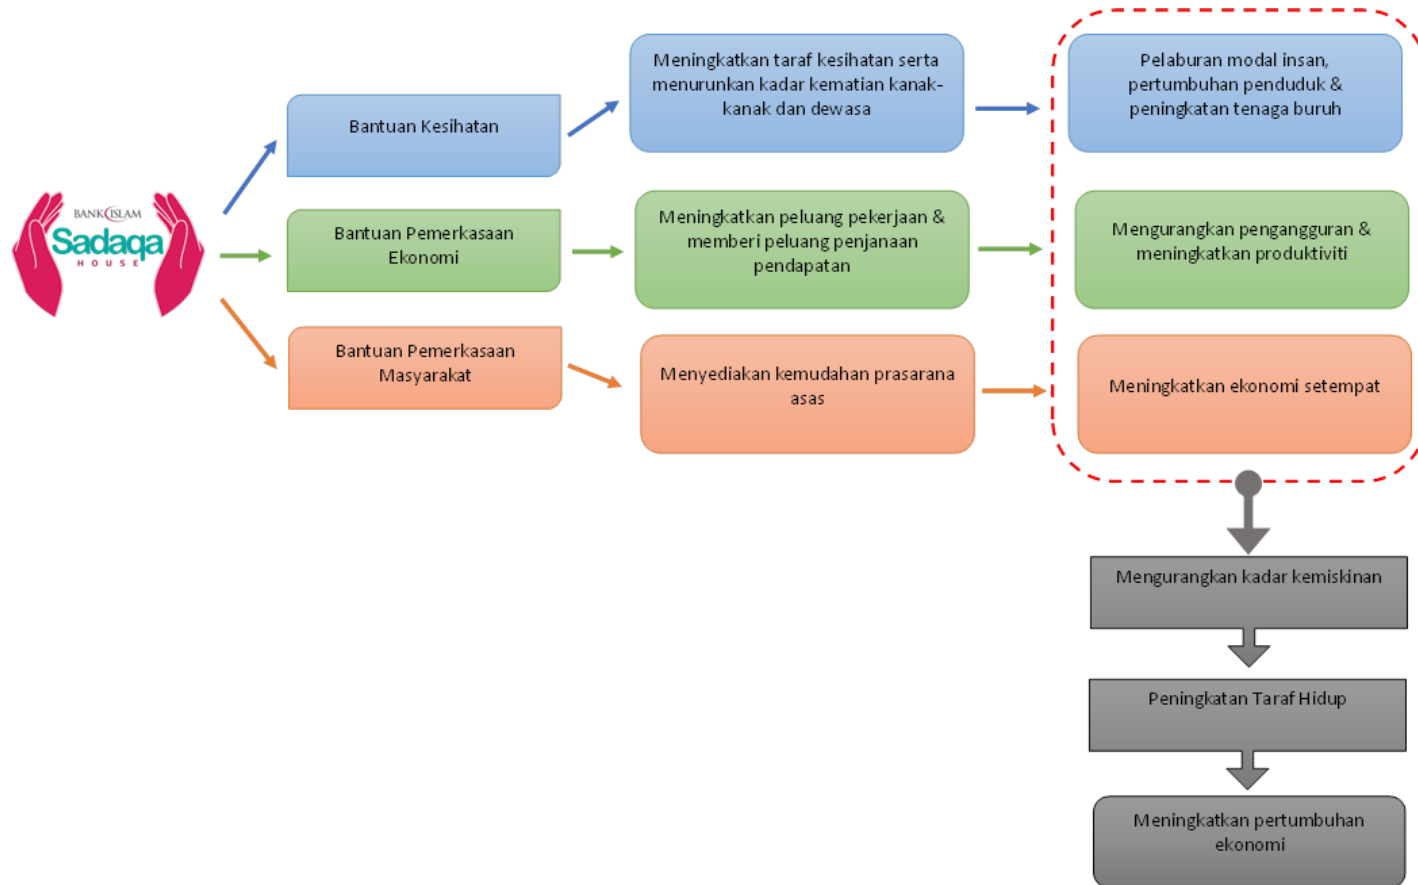 BANK ISLAM
Sadaqa
HOUSE
Bantuan Kesihatan
Meningkatkan taraf kesihatan serta
menurunkan kadar kematian kanak-
kanak dan dewasa
Pelaburan modal insan,
pertumbuhan penduduk &
peningkatan tenaga buruh
Bantuan Pemerkasaan
Ekonomi
Meningkatkan peluang pekerjaan &
memberi peluang penjanaan
pendapatan
Mengurangkan pengangguran &
meningkatkan produktiviti
Bantuan Pemerkasaan
Masyarakat
Menyediakan kemudahan prasarana
asas
Meningkatkan ekonomi setempat
Mengurangkan kadar kemiskinan
Peningkatan Taraf Hidup
Meningkatkan pertumbuhan
ekonomi